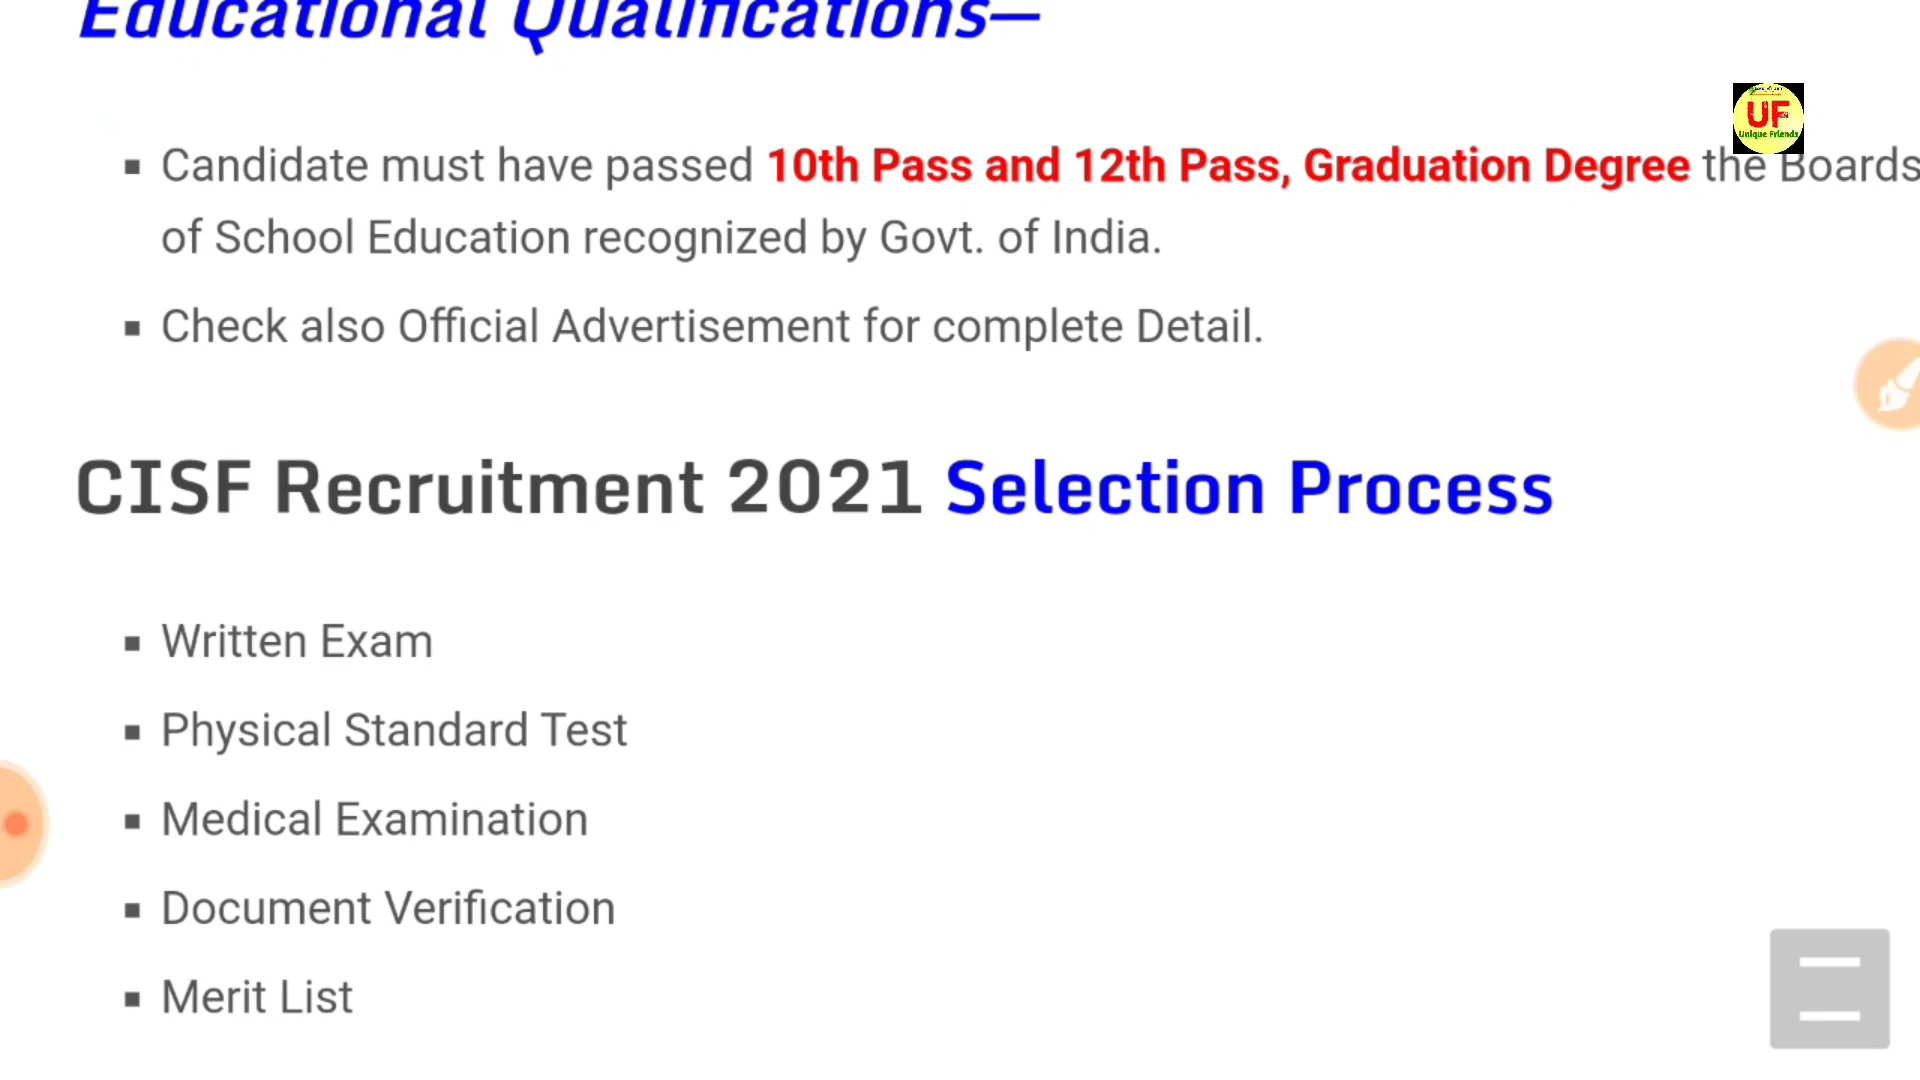 Educational Qualifications—
UF
Unique Friends
▪ Candidate must have passed 10th Pass and 12th Pass, Graduation Degree the Boards
of School Education recognized by Govt. of India.
▪ Check also Official Advertisement for complete Detail.
CISF Recruitment 2021 Selection Process
▪ Written Exam
▪ Physical Standard Test
▪ Medical Examination
▪ Document Verification
▪ Merit List